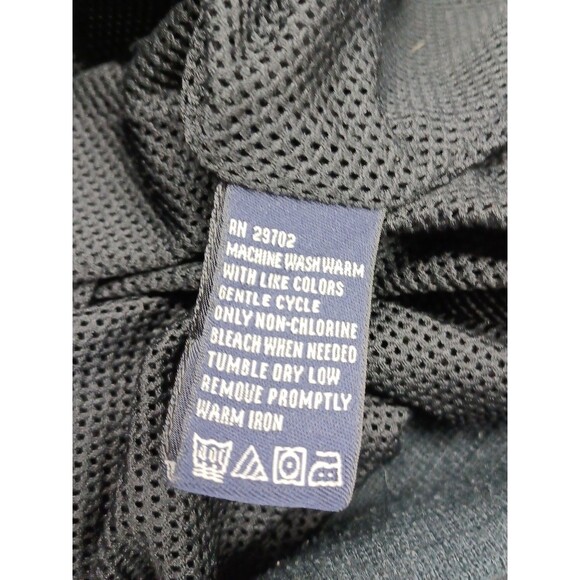 RN 29702
MACHINE WASH WARM
WITH LIKE COLORS
GENTLE CYCLE
ONLY NON-CHLORINE
BLEACH WHEN NEEDED
TUMBLE DRY LOW
REMOVE PROMPTLY
WARM IRON